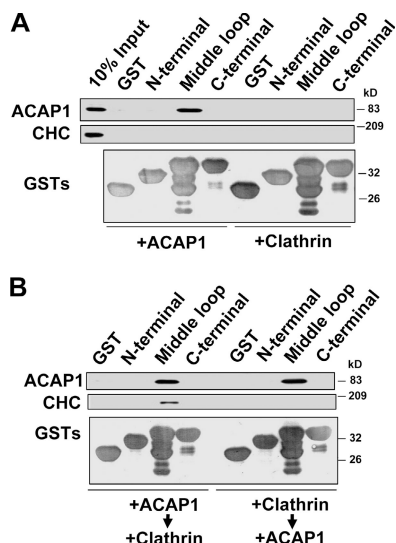 A
10% Input GST N-terminal Middle loop C-terminal GST N-terminal Middle loop C-terminal
kD
ACAP1 – 83
CHC –209
GSTs – 32
– 26
+ACAP1 +Clathrin
B
GST N-terminal Middle loop C-terminal GST N-terminal Middle loop C-terminal
kD
ACAP1 – 83
CHC – 209
GSTs – 32
– 26
+ACAP1 +Clathrin
+Clathrin +ACAP1